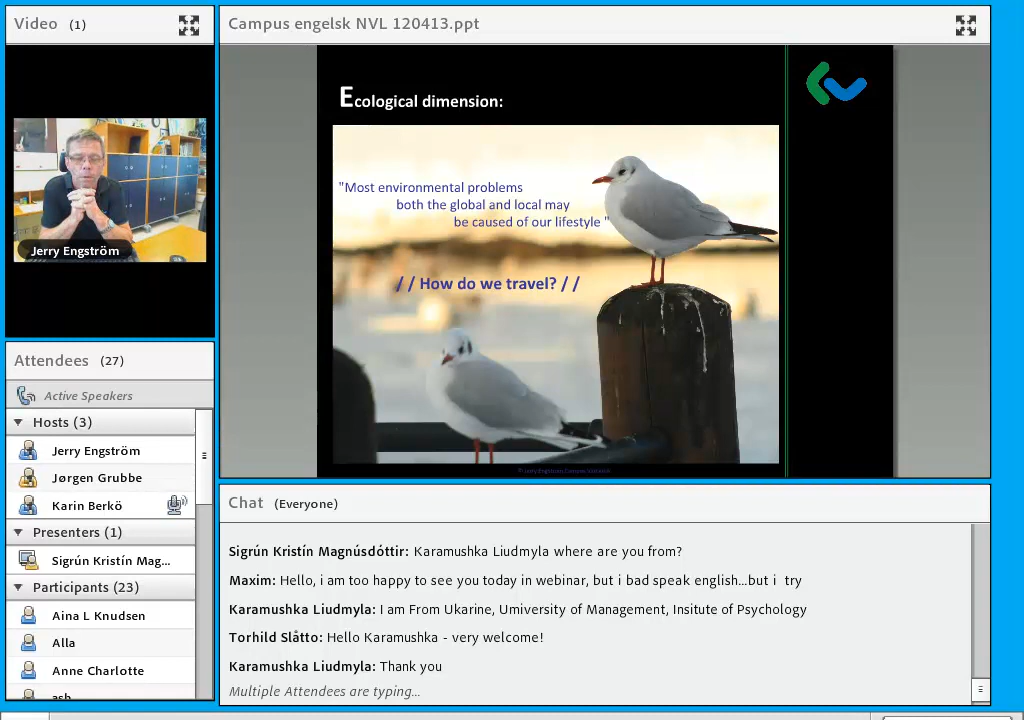 Video (1)
Campus engelsk NVL 120413.ppt
Ecological dimension:
"Most environmental problems
both the global and local may
be caused of our lifestyle "
/ / How do we travel? / /
Jerry Engström
Attendees (27)
Active Speakers
Hosts (3)
Jerry Engström
Jørgen Grubbe
Karin Berkö
Presenters (1)
Sigrún Kristín Mag...
Participants (23)
Aina L Knudsen
Alla
Anne Charlotte
ash
Chat (Everyone)
Sigrún Kristín Magnúsdóttir: Karamushka Liudmyla where are you from?
Maxim: Hello, i am too happy to see you today in webinar, but i bad speak english...but i try
Karamushka Liudmyla: I am From Ukarine, Umiversity of Management, Insitute of Psychology
Torhild Slåtto: Hello Karamushka - very welcome!
Karamushka Liudmyla: Thank you
Multiple Attendees are typing...